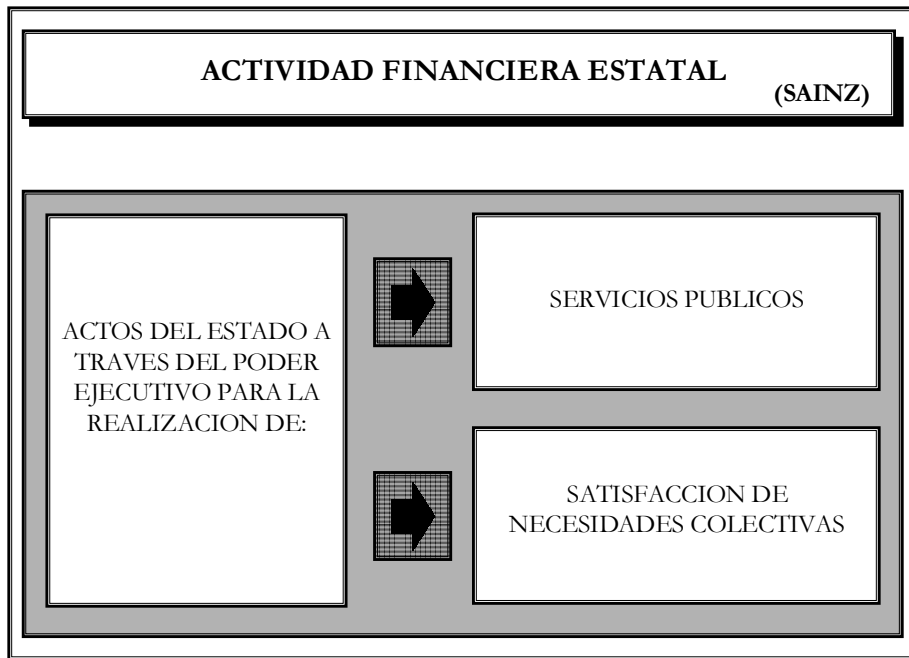 ACTIVIDAD FINANCIERA ESTATAL
(SAINZ)
ACTOS DEL ESTADO A
TRAVES DEL PODER
EJECUTIVO PARA LA
REALIZACION DE:
SERVICIOS PUBLICOS
SATISFACCION DE
NECESIDADES COLECTIVAS